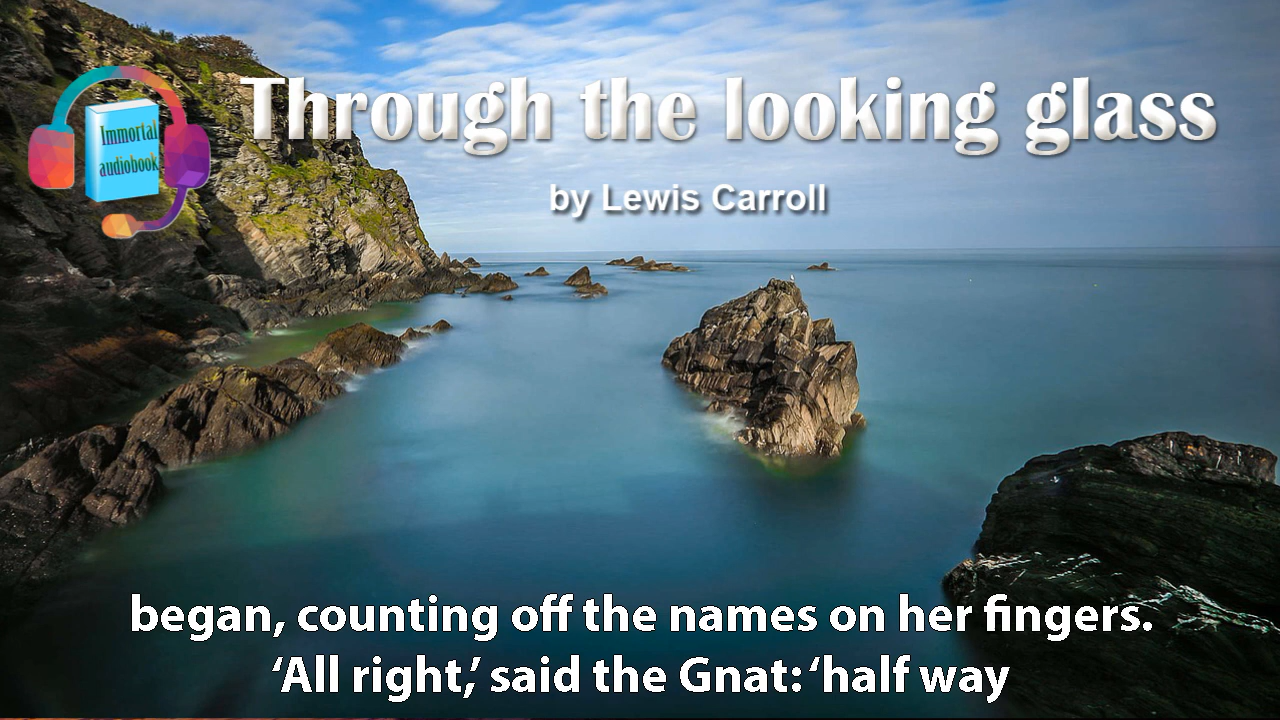 Through the looking glass
Immortal
audiobook
by Lewis Carroll
began, counting off the names on her fingers.
‘All right,’ said the Gnat: ‘half way